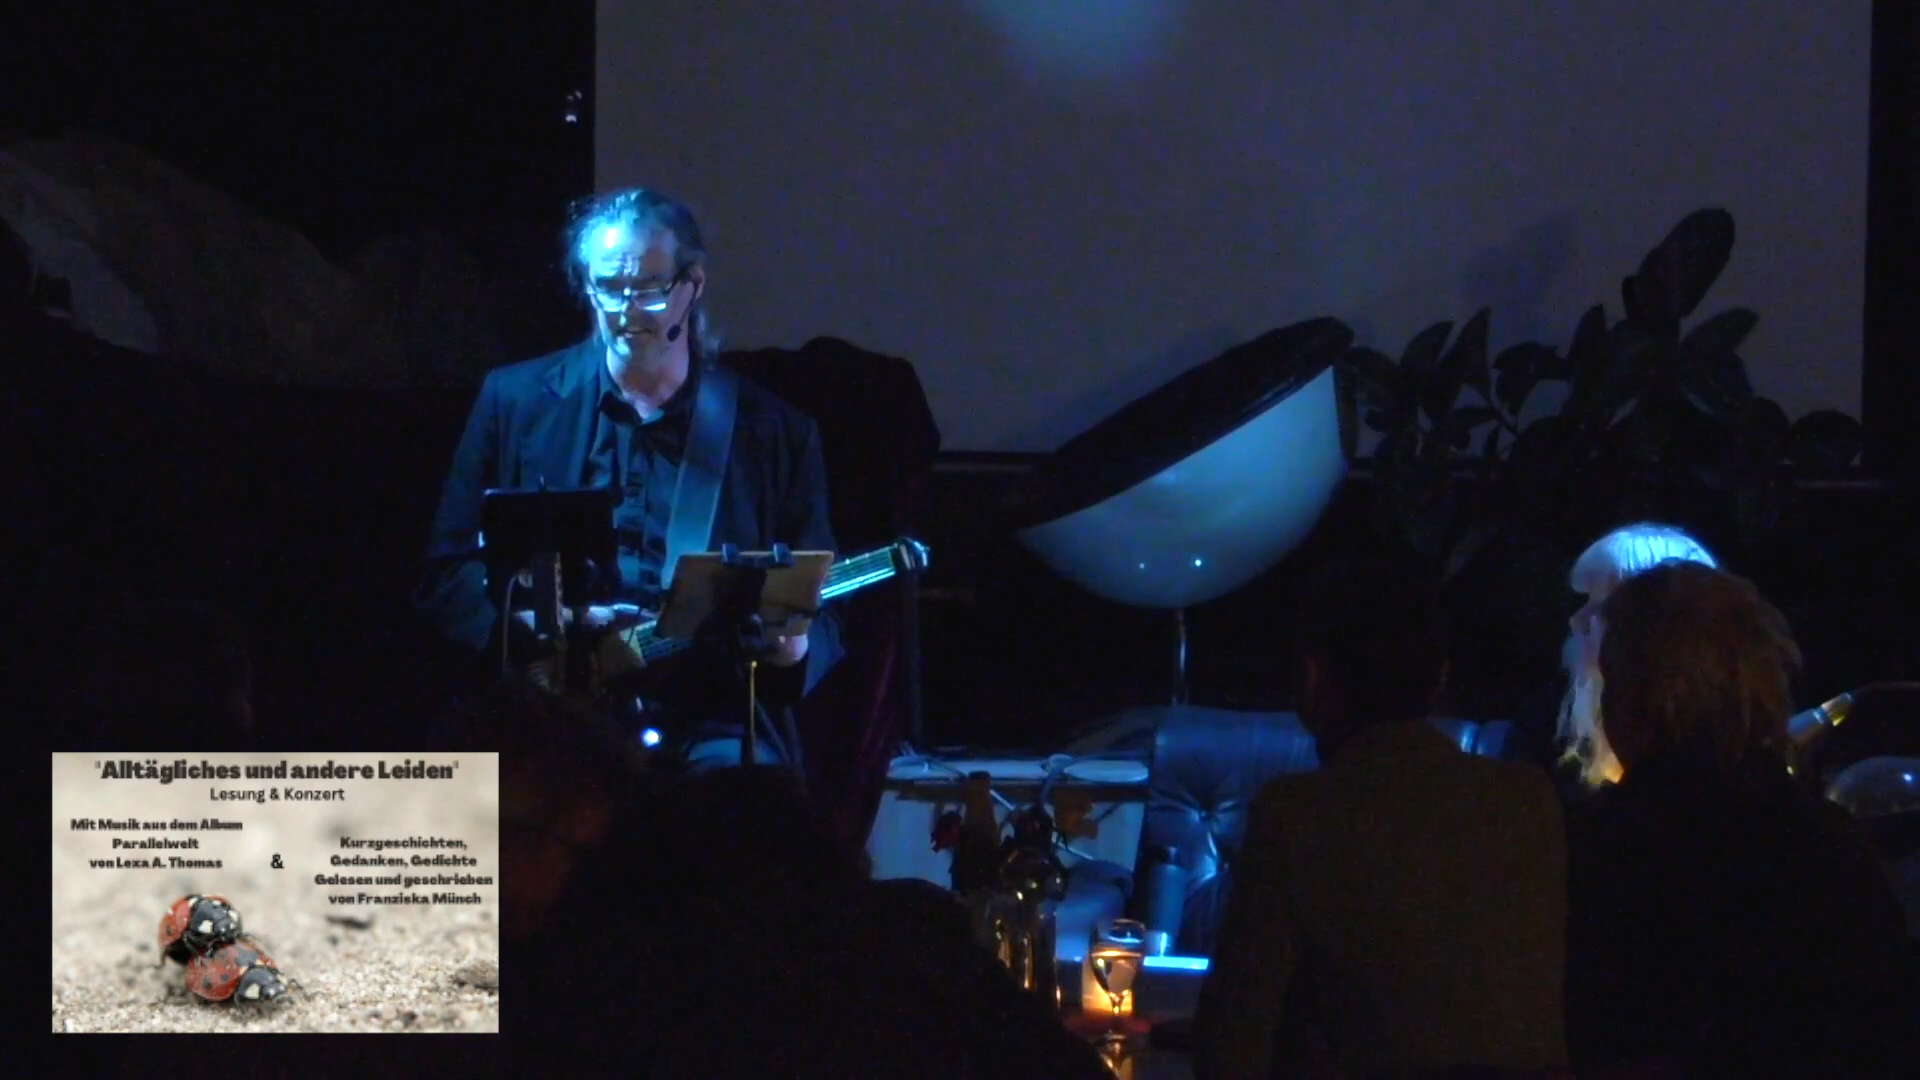 "Alltägliches und andere Leiden"
Lesung & Konzert
Mit Musik aus dem Album
Parallelwelt
von Lexa A. Thomas
&
Kurzgeschichten,
Gedanken, Gedichte
Gelesen und geschrieben
von Franziska Münch